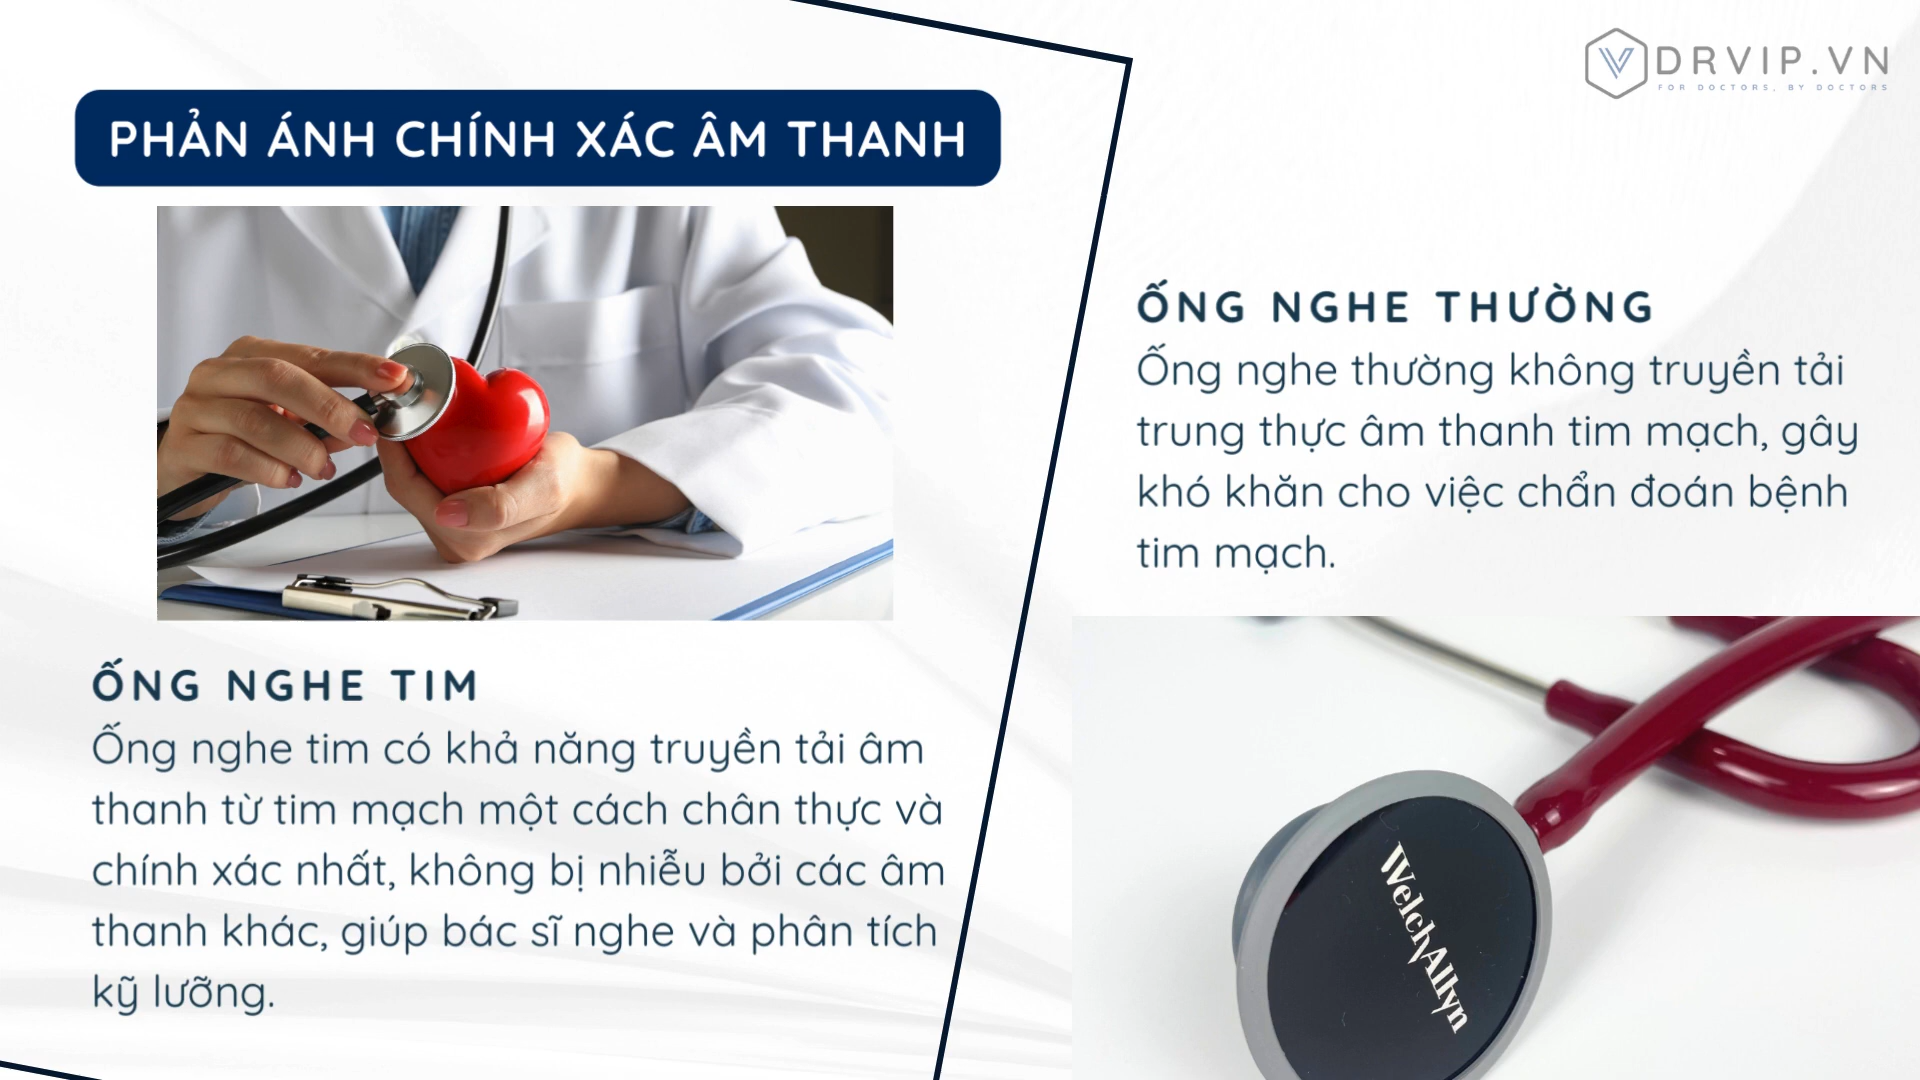 DRVIP.VN
FOR DOCTORS, BY DOCTORS
PHẢN ÁNH CHÍNH XÁC ÂM THANH
ỐNG NGHE TIM
Ống nghe tim có khả năng truyền tải âm
thanh từ tim mạch một cách chân thực và
chính xác nhất, không bị nhiễu bởi các âm
thanh khác, giúp bác sĩ nghe và phân tích
kỹ lưỡng.
ỐNG NGHE THƯỜNG
Ống nghe thường không truyền tải
trung thực âm thanh tim mạch, gây
khó khăn cho việc chẩn đoán bệnh
tim mạch.
WelchAllyn